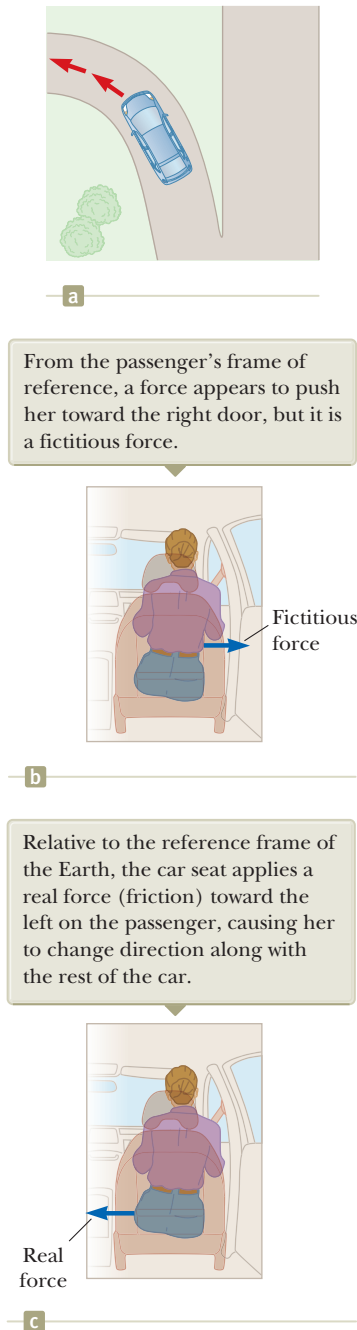 a
From the passenger’s frame of
reference, a force appears to push
her toward the right door, but it is
a fictitious force.
Fictitious
force
b
Relative to the reference frame of
the Earth, the car seat applies a
real force (friction) toward the
left on the passenger, causing her
to change direction along with
the rest of the car.
Real
force
c